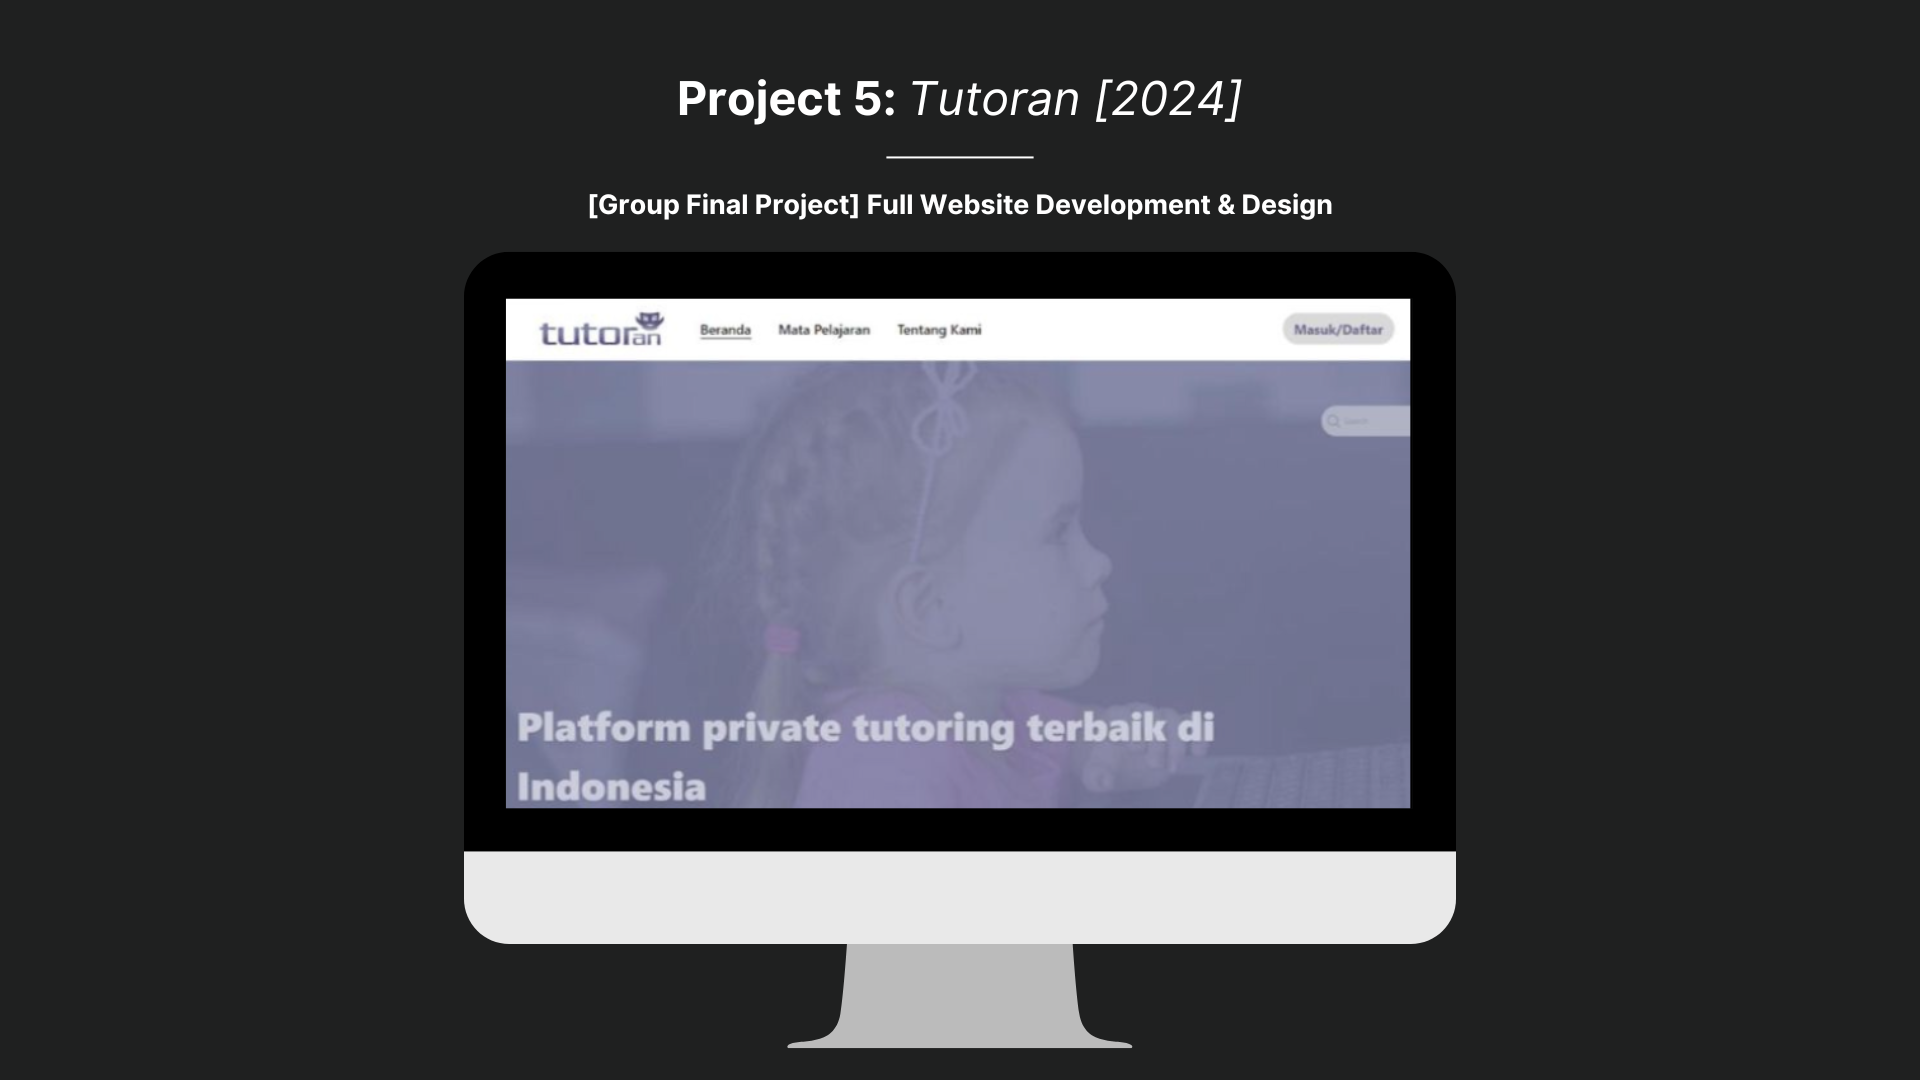 Project 5: Tutoran [2024]
[Group Final Project] Full Website Development & Design
tutoran
Beranda
Mata Pelajaran
Tentang Kami
Masuk/Daftar
Platform private tutoring terbaik di
Indonesia